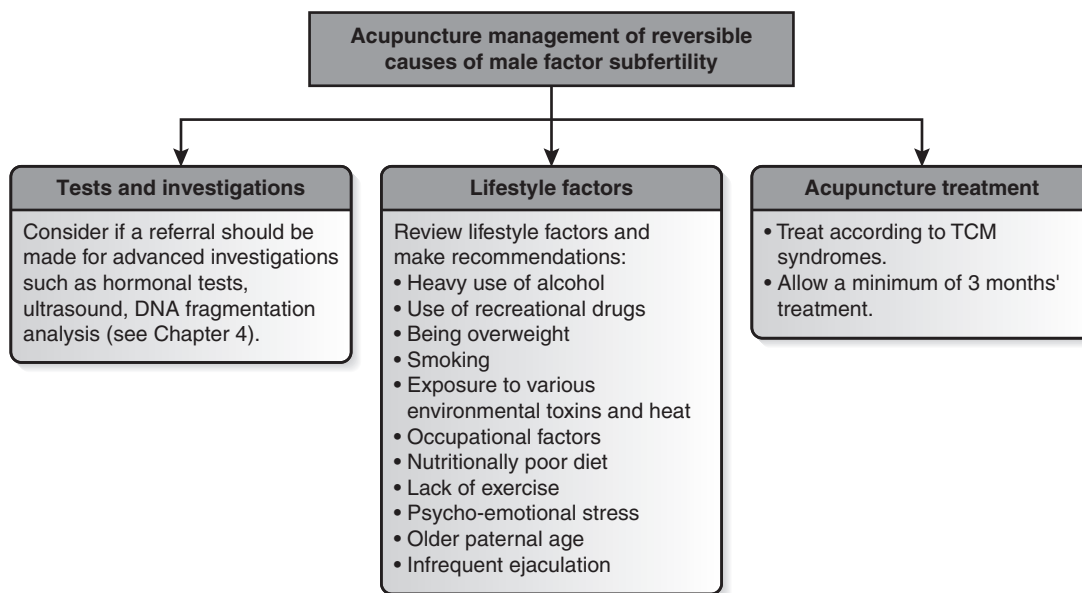 Acupuncture management of reversible
causes of male factor subfertility
Tests and investigations
Consider if a referral should be
made for advanced investigations
such as hormonal tests,
ultrasound, DNA fragmentation
analysis (see Chapter 4).
Lifestyle factors
Review lifestyle factors and
make recommendations:
• Heavy use of alcohol
• Use of recreational drugs
• Being overweight
• Smoking
• Exposure to various
environmental toxins and heat
• Occupational factors
• Nutritionally poor diet
• Lack of exercise
• Psycho-emotional stress
• Older paternal age
• Infrequent ejaculation
Acupuncture treatment
• Treat according to TCM
syndromes.
• Allow a minimum of 3 months'
treatment.